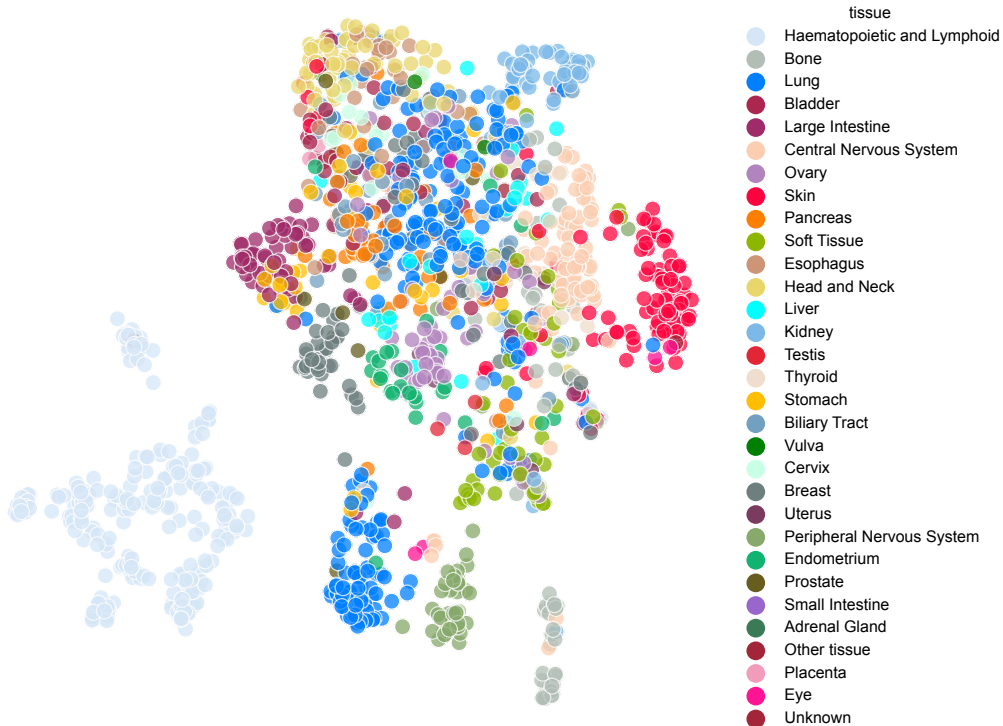 tissue
Haematopoietic and Lymphoid
Bone
Lung
Bladder
Large Intestine
Central Nervous System
Ovary
Skin
Pancreas
Soft Tissue
Esophagus
Head and Neck
Liver
Kidney
Testis
Thyroid
Stomach
Biliary Tract
Vulva
Cervix
Breast
Uterus
Peripheral Nervous System
Endometrium
Prostate
Small Intestine
Adrenal Gland
Other tissue
Placenta
Eye
Unknown